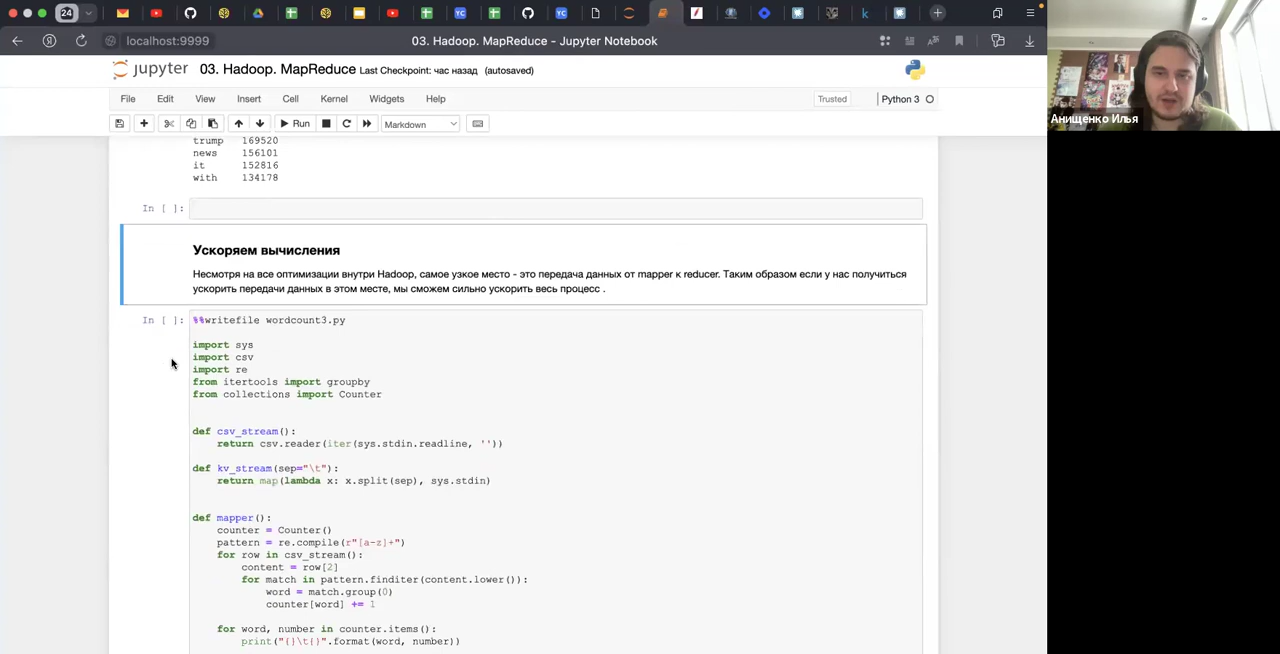 24
localhost:9999
03. Hadoop. MapReduce - Jupyter Notebook
jupyter 03. Hadoop. MapReduce Last Checkpoint: час назад (autosaved)
File Edit View Insert Cell Kernel Widgets Help
Trusted Python 3
Run Markdown
trump 169520
news 156101
it 152816
with 134178
In [ ]:
Ускоряем вычисления
Несмотря на все оптимизации внутри Hadoop, самое узкое место - это передача данных от mapper к reducer. Таким образом если у нас получиться
ускорить передачи данных в этом месте, мы сможем сильно ускорить весь процесс .
In [ ]: %%writefile wordcount3.py
import sys
import csv
import re
from itertools import groupby
from collections import Counter
def csv_stream():
return csv.reader(iter(sys.stdin.readline, ''))
def kv_stream(sep="\t"):
return map(lambda x: x.split(sep), sys.stdin)
def mapper():
counter = Counter()
pattern = re.compile(r"[a-z]+")
for row in csv_stream():
content = row[2]
for match in pattern.finditer(content.lower()):
word = match.group(0)
counter[word] += 1
for word, number in counter.items():
print("{}\t{}".format(word, number))
Анищенко Илья